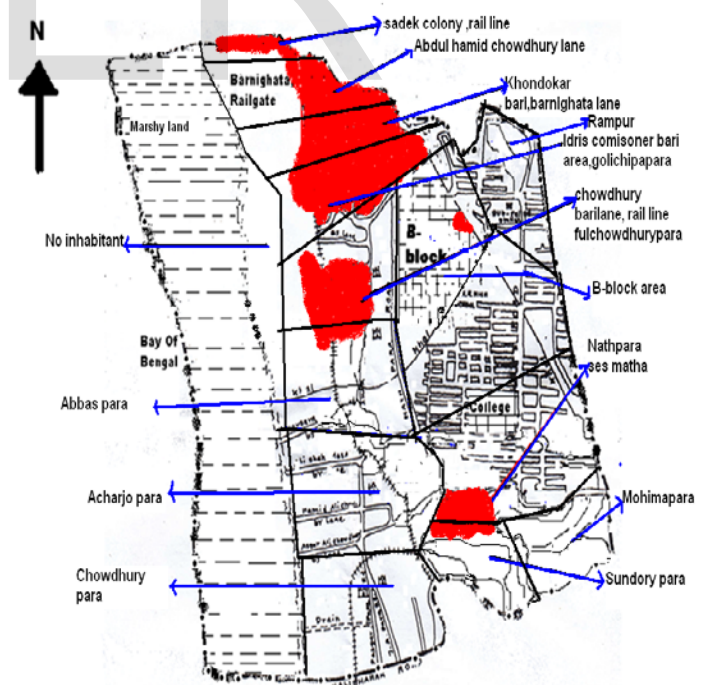 N
sadek colony ,rail line
Abdul hamid chowdhury lane
Barnighata
Railgate
Khondokar
bari,barnighata lane
Marshy land
Rampur
Idris comisoner bari
area,golichipapara
chowdhury
barilane, rail line
fulchowdhurypara
No inhabitant
B-
block
B-block area
Bay Of
Bengal
Nathpara
ses matha
Abbas para
College
Acharjo para
Mohimapara
Chowdhury
para
Sundory para
Drain